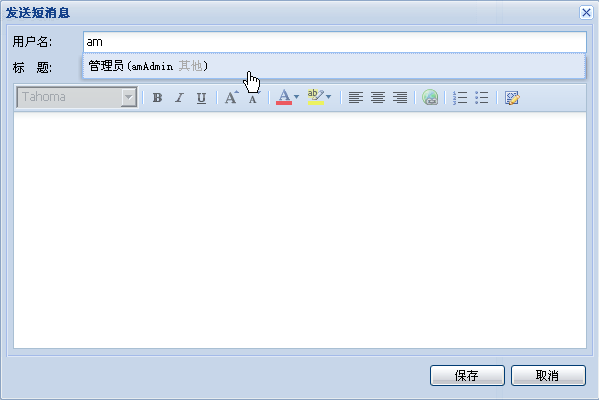 发送短消息
用户名: am
管理员(amAdmin 其他)
标 题:
Tahoma B I U A A A ab
保存 取消